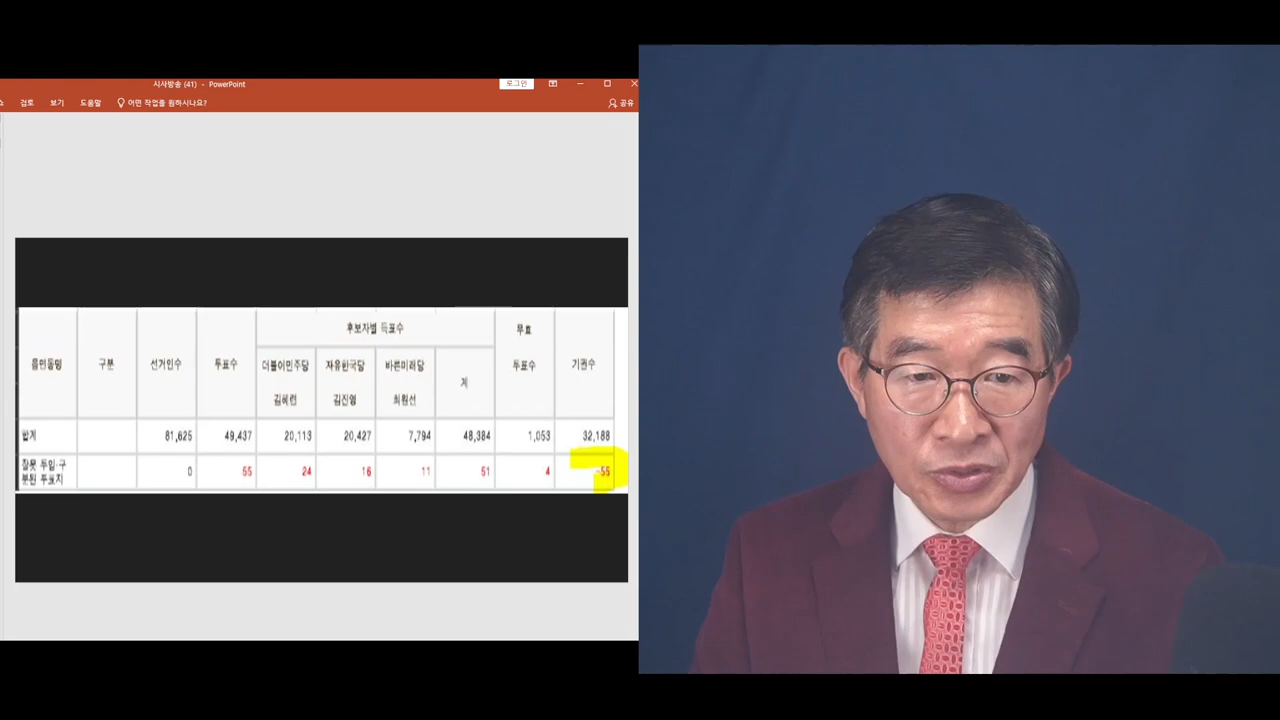 시사방송 (41) - PowerPoint
로그인
검토 보기 도움말 어떤 작업을 원하시나요?
공유
읍면동명 구분 선거인수 투표수 후보자별 득표수 무효 투표수 기권수
더불어민주당 김혜련 자유한국당 김진영 바른미래당 최원선 계
합계 81,625 49,437 20,113 20,427 7,794 48,384 1,053 32,188
잘못 투입·구분된 투표지 0 55 24 16 11 51 4 -55